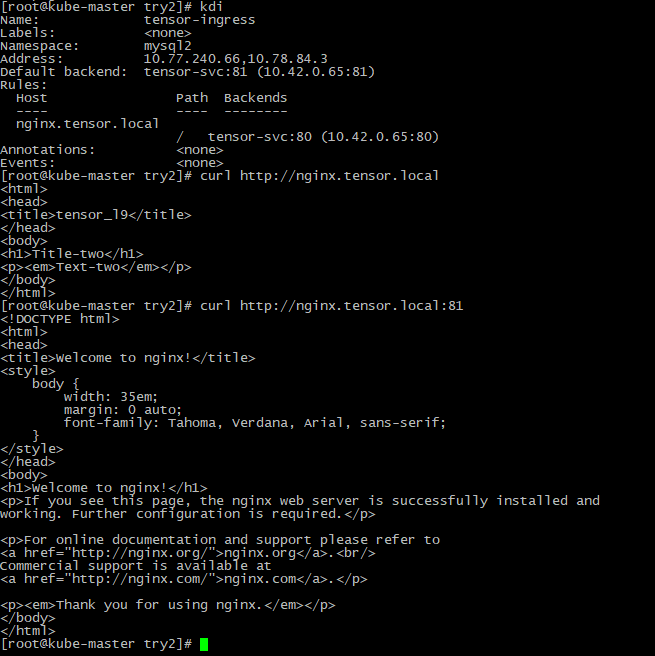 [root@kube-master try2]# kdi
Name:             tensor-ingress
Labels:           <none>
Namespace:        mysql2
Address:          10.77.240.66,10.78.84.3
Default backend:  tensor-svc:81 (10.42.0.65:81)
Rules:
  Host                Path  Backends
  ----                ----  --------
  nginx.tensor.local
                      /   tensor-svc:80 (10.42.0.65:80)
Annotations:          <none>
Events:               <none>
[root@kube-master try2]# curl http://nginx.tensor.local
<html>
<head>
<title>tensor_l9</title>
</head>
<body>
<h1>Title-two</h1>
<p><em>Text-two</em></p>
</body>
</html>
[root@kube-master try2]# curl http://nginx.tensor.local:81
<!DOCTYPE html>
<html>
<head>
<title>Welcome to nginx!</title>
<style>
    body {
        width: 35em;
        margin: 0 auto;
        font-family: Tahoma, Verdana, Arial, sans-serif;
    }
</style>
</head>
<body>
<h1>Welcome to nginx!</h1>
<p>If you see this page, the nginx web server is successfully installed and
working. Further configuration is required.</p>

<p>For online documentation and support please refer to
<a href="http://nginx.org/">nginx.org</a>.<br/>
Commercial support is available at
<a href="http://nginx.com/">nginx.com</a>.</p>

<p><em>Thank you for using nginx.</em></p>
</body>
</html>
[root@kube-master try2]#